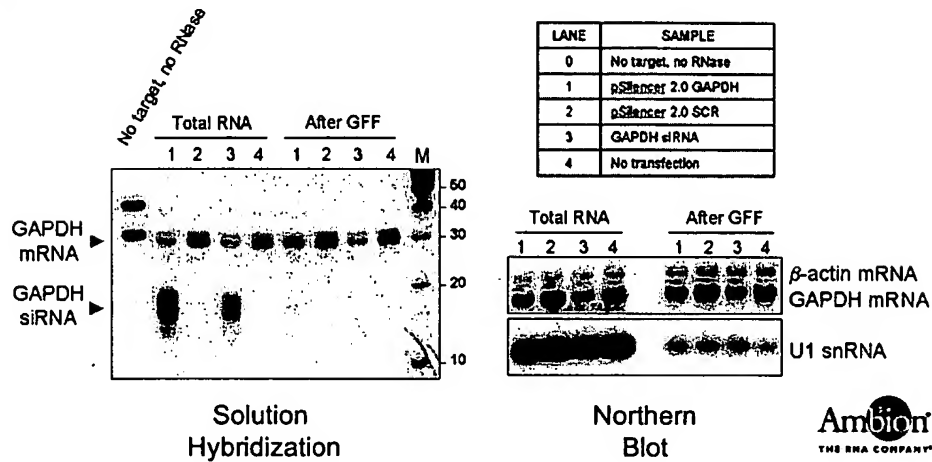 No target, no RNase
Total RNA After GFF
1 2 3 4 1 2 3 4 M
50
40
30
20
10
GAPDH
mRNA
GAPDH
siRNA
Solution
Hybridization
LANE SAMPLE
0 No target, no RNase
1 pSilencer 2.0 GAPDH
2 pSilencer 2.0 SCR
3 GAPDH siRNA
4 No transfection
Total RNA After GFF
1 2 3 4 1 2 3 4
β-actin mRNA
GAPDH mRNA
U1 snRNA
Northern
Blot
Ambion
THE RNA COMPANY